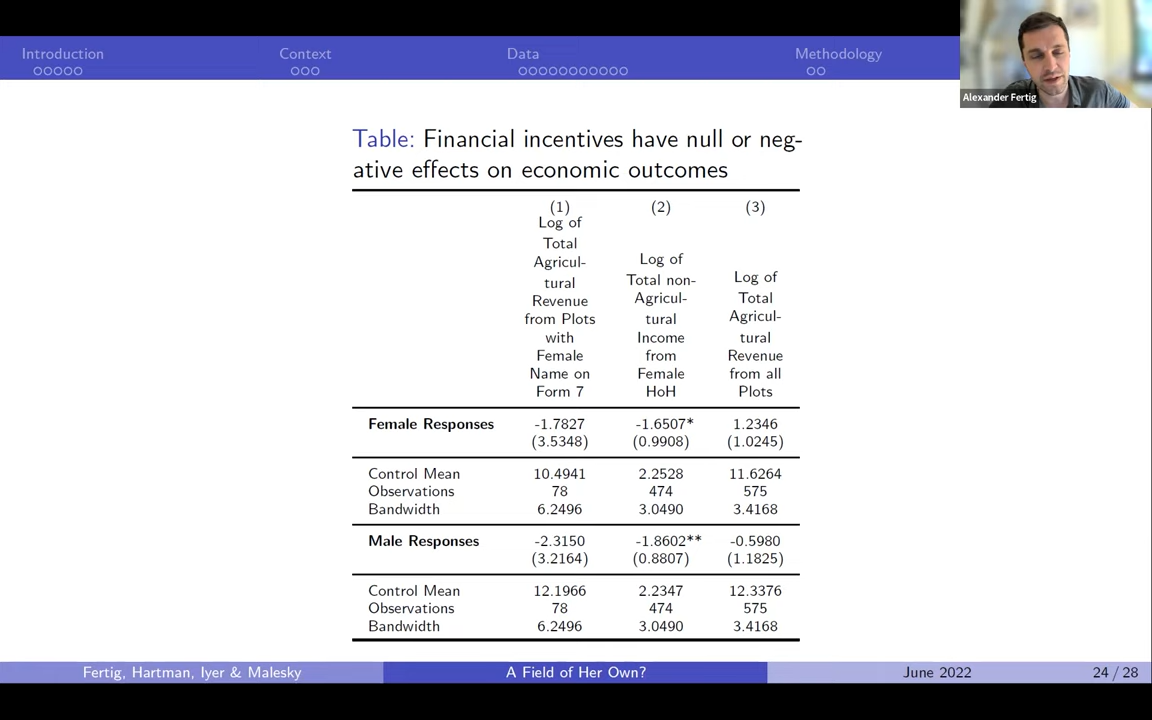 Introduction Context Data Methodology
Alexander Fertig
Table: Financial incentives have null or neg-
ative effects on economic outcomes
(1) (2) (3)
Log of
Total
Agricul-
tural
Revenue
from Plots
with
Female
Name on
Form 7
Log of
Total non-
Agricul-
tural
Income
from
Female
HoH
Log of
Total
Agricul-
tural
Revenue
from all
Plots
Female Responses -1.7827 -1.6507* 1.2346
(3.5348) (0.9908) (1.0245)
Control Mean 10.4941 2.2528 11.6264
Observations 78 474 575
Bandwidth 6.2496 3.0490 3.4168
Male Responses -2.3150 -1.8602** -0.5980
(3.2164) (0.8807) (1.1825)
Control Mean 12.1966 2.2347 12.3376
Observations 78 474 575
Bandwidth 6.2496 3.0490 3.4168
Fertig, Hartman, Iyer & Malesky A Field of Her Own? June 2022 24 / 28